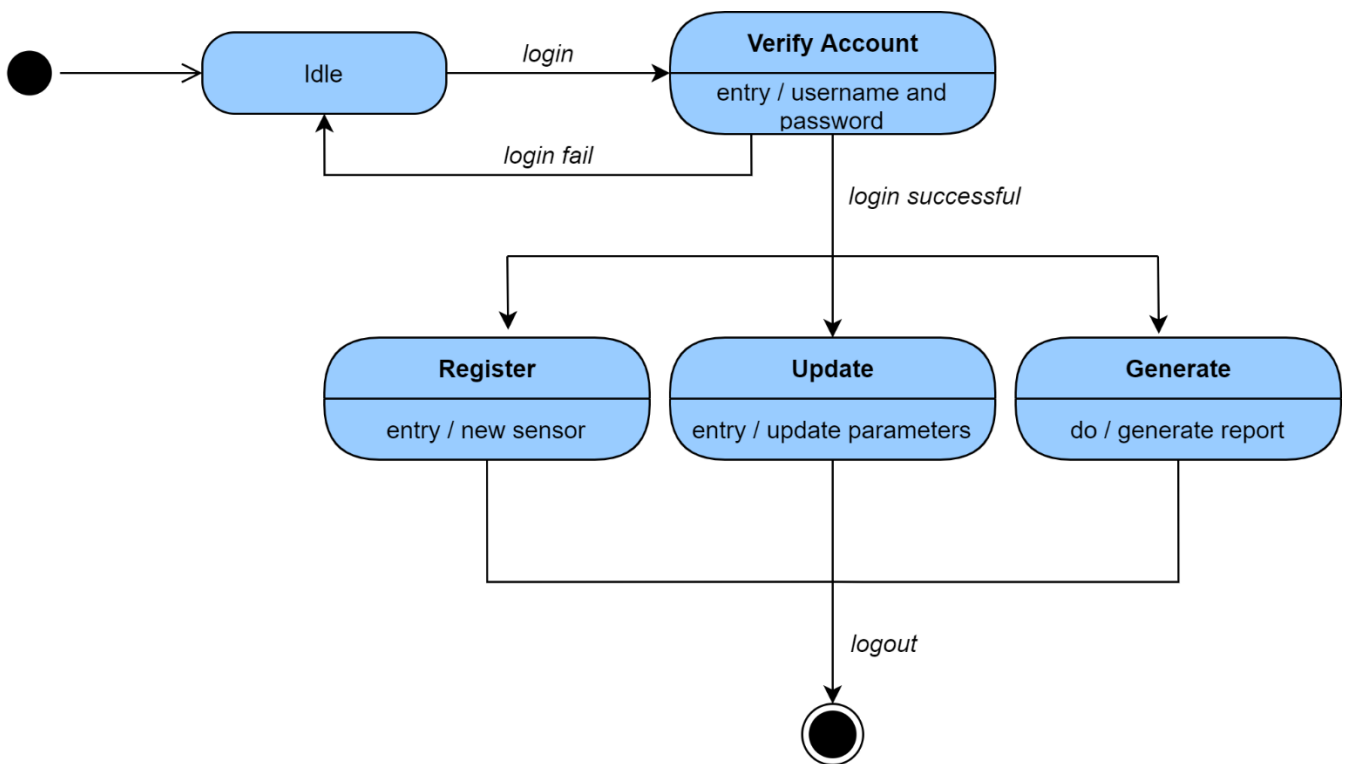 Idle
login
Verify Account
entry / username and
password
login fail
login successful
Register
entry / new sensor
Update
entry / update parameters
Generate
do / generate report
logout